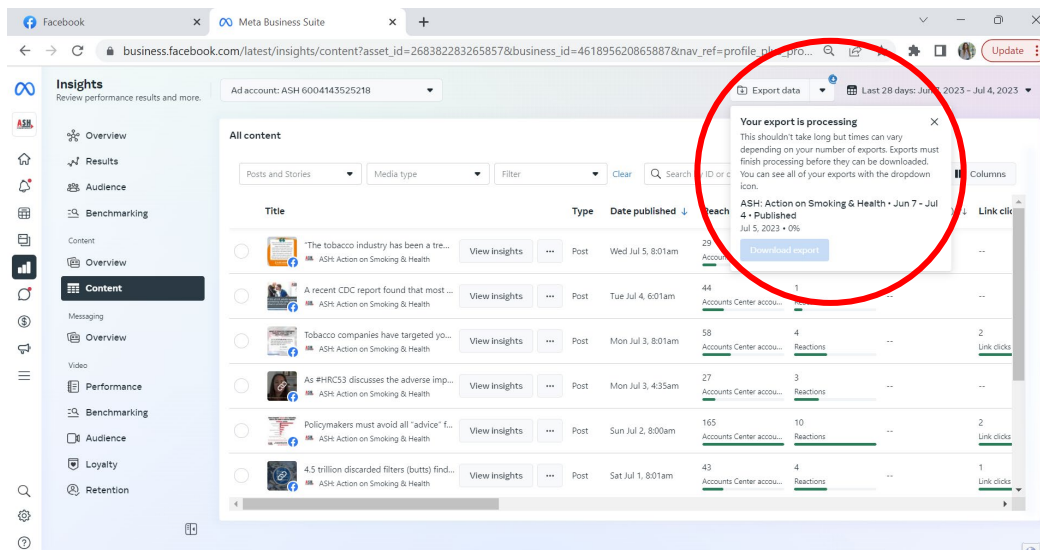 Facebook
Meta Business Suite
business.facebook.com/latest/insights/content?asset_id=268382283265857&business_id=461895620865887&nav_ref=profile_plus_pro...
Update
Insights
Review performance results and more.
Ad account: ASH 6004143525218
Export data
Last 28 days: Jun 7, 2023 – Jul 4, 2023
ASH
Overview
Results
Audience
Benchmarking
Content
Overview
Content
Messaging
Overview
Video
Performance
Benchmarking
Audience
Loyalty
Retention
All content
Posts and Stories
Media type
Filter
Clear
Search by ID or
Columns
Your export is processing
This shouldn't take long but times can vary
depending on your number of exports. Exports must
finish processing before they can be downloaded.
You can see all of your exports with the dropdown
icon.
ASH: Action on Smoking & Health • Jun 7 - Jul
4 • Published
Jul 5, 2023 • 0%
Download export
Title
Type
Date published
Reach
Link clic
"The tobacco industry has been a tre...
ASH: Action on Smoking & Health
View insights
...
Post
Wed Jul 5, 8:01am
29
Accoun
--
A recent CDC report found that most ...
ASH: Action on Smoking & Health
View insights
...
Post
Tue Jul 4, 6:01am
44
Accounts Center accou...
1
--
--
Tobacco companies have targeted yo...
ASH: Action on Smoking & Health
View insights
...
Post
Mon Jul 3, 8:01am
58
Accounts Center accou...
4
Reactions
--
2
Link clicks
As #HRC53 discusses the adverse imp...
ASH: Action on Smoking & Health
View insights
...
Post
Mon Jul 3, 4:35am
27
Accounts Center accou...
3
Reactions
--
--
Policymakers must avoid all "advice" f...
ASH: Action on Smoking & Health
View insights
...
Post
Sun Jul 2, 8:00am
165
Accounts Center accou...
10
Reactions
--
2
Link clicks
4.5 trillion discarded filters (butts) find...
ASH: Action on Smoking & Health
View insights
...
Post
Sat Jul 1, 8:01am
43
Accounts Center accou...
4
Reactions
--
1
Link clicks